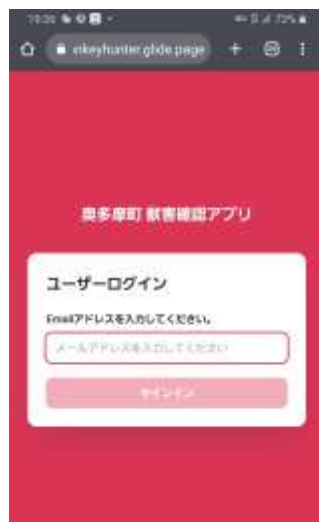 奥多摩町 獣害確認アプリ
ユーザーログイン
Emailアドレスを入力してください。
メールアドレスを入力してください
サインイン